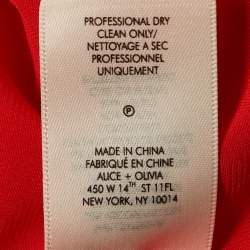 PROFESSIONAL DRY
CLEAN ONLY/
NETTOYAGE A SEC
PROFESSIONNEL
UNIQUEMENT
P
MADE IN CHINA
FABRIQUÉ EN CHINE
ALICE + OLIVIA
450 W 14TH ST 11FL
NEW YORK, NY 10014